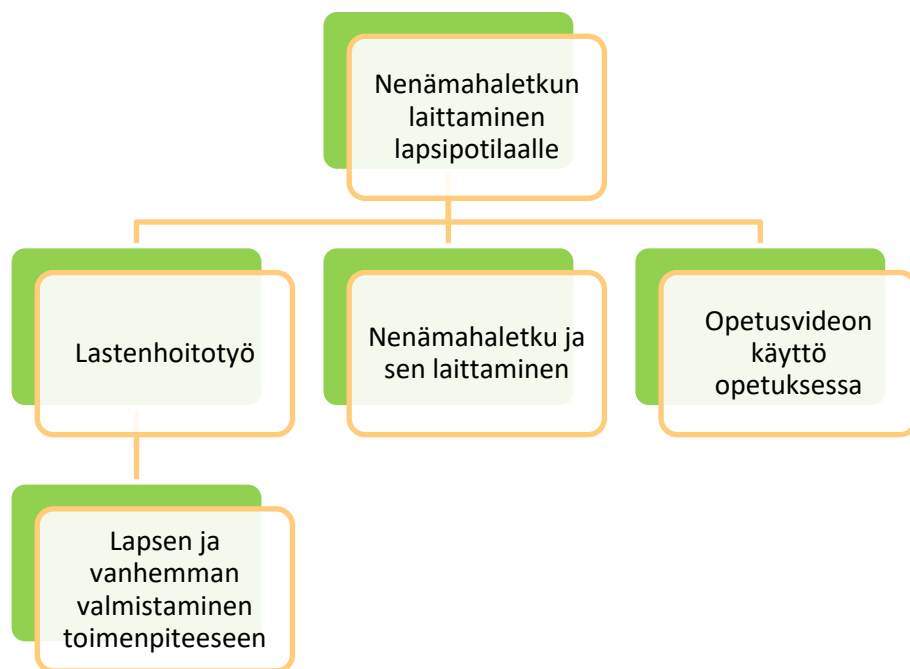 Nenämahaletkun
laittaminen
lapsipotilaalle
Lastenhoitotyö
Nenämahaletku ja
sen laittaminen
Opetusvideon
käyttö
opetuksessa
Lapsen ja
vanhemman
valmistaminen
toimenpiteeseen